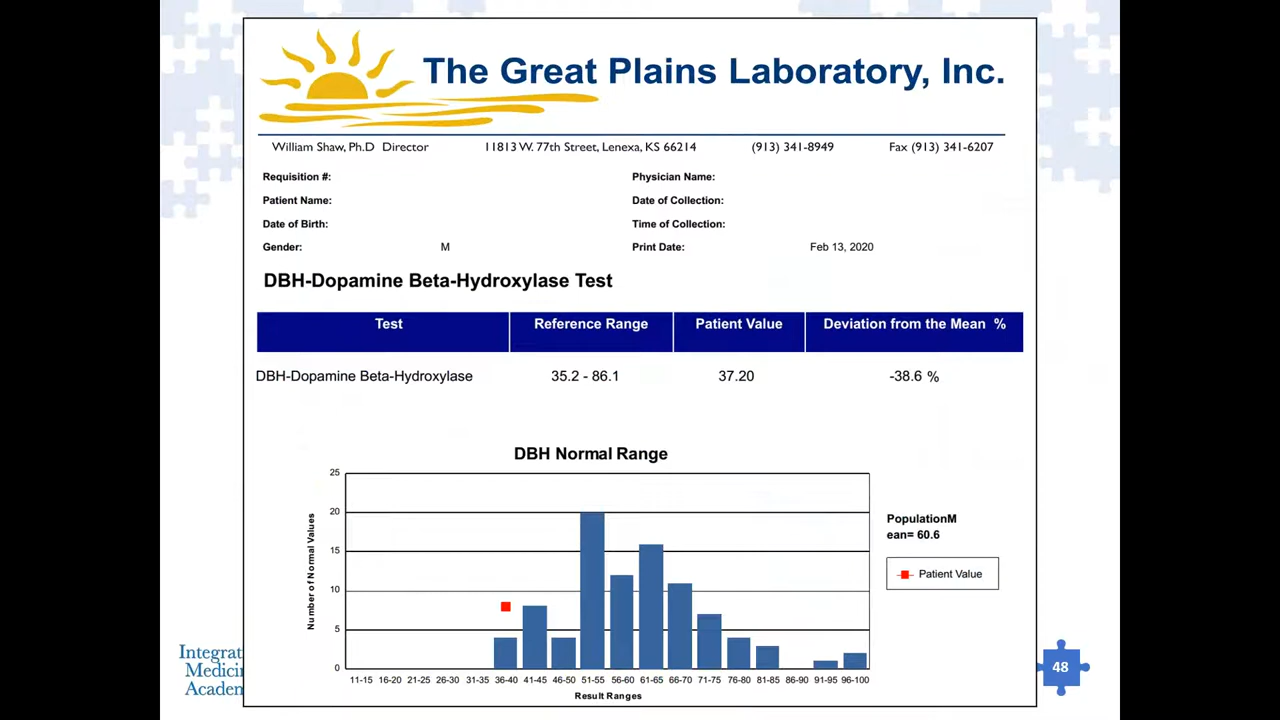 The Great Plains Laboratory, Inc.
William Shaw, Ph.D Director 11813 W. 77th Street, Lenexa, KS 66214 (913) 341-8949 Fax (913) 341-6207
Requisition #: Physician Name:
Patient Name: Date of Collection:
Date of Birth: Time of Collection:
Gender: M Print Date: Feb 13, 2020
DBH-Dopamine Beta-Hydroxylase Test
Test Reference Range Patient Value Deviation from the Mean %
DBH-Dopamine Beta-Hydroxylase 35.2 - 86.1 37.20 -38.6 %
DBH Normal Range
25
20
15
10
5
0
Number of Normal Values
11-15 16-20 21-25 26-30 31-35 36-40 41-45 46-50 51-55 56-60 61-65 66-70 71-75 76-80 81-85 86-90 91-95 96-100
Result Ranges
PopulationM
ean= 60.6
Patient Value
Integrat
Medicin
Academ
48